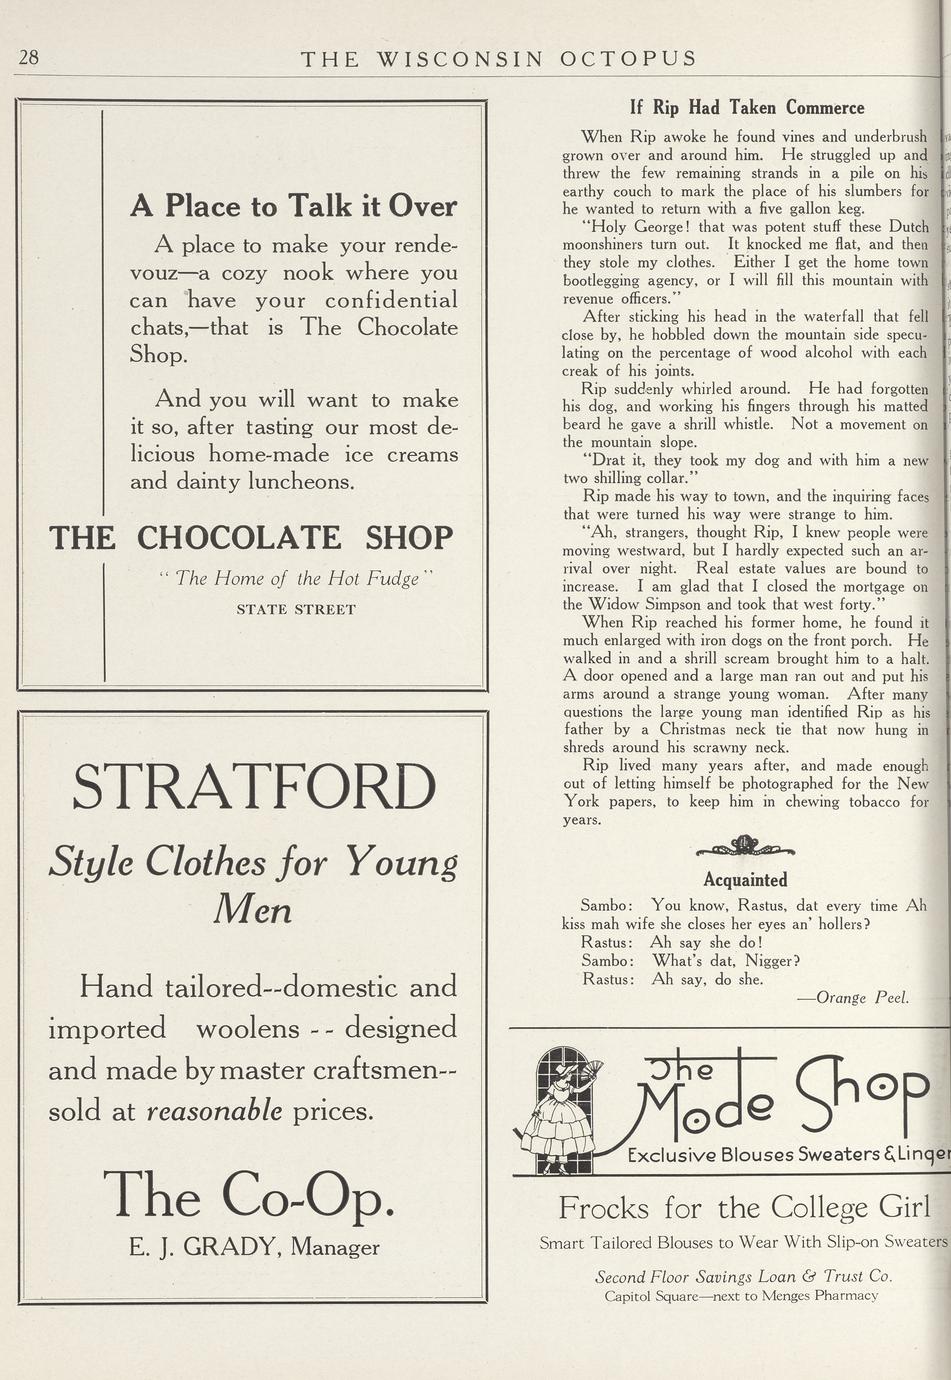 28
THE WISCONSIN OCTOPUS
A Place to Talk it Over
A place to make your rende-
vouz—a cozy nook where you
can have your confidential
chats,—that is The Chocolate
Shop.
And you will want to make
it so, after tasting our most de-
licious home-made ice creams
and dainty luncheons.
THE CHOCOLATE SHOP
"The Home of the Hot Fudge"
STATE STREET
STRATFORD
Style Clothes for Young
Men
Hand tailored--domestic and
imported woolens -- designed
and made by master craftsmen--
sold at reasonable prices.
The Co-Op.
E. J. GRADY, Manager
If Rip Had Taken Commerce
When Rip awoke he found vines and underbrush
grown over and around him. He struggled up and
threw the few remaining strands in a pile on his
earthy couch to mark the place of his slumbers for
he wanted to return with a five gallon keg.
"Holy George! that was potent stuff these Dutch
moonshiners turn out. It knocked me flat, and then
they stole my clothes. Either I get the home town
bootlegging agency, or I will fill this mountain with
revenue officers."
After sticking his head in the waterfall that fell
close by, he hobbled down the mountain side specu-
lating on the percentage of wood alcohol with each
creak of his joints.
Rip suddenly whirled around. He had forgotten
his dog, and working his fingers through his matted
beard he gave a shrill whistle. Not a movement on
the mountain slope.
"Drat it, they took my dog and with him a new
two shilling collar."
Rip made his way to town, and the inquiring faces
that were turned his way were strange to him.
"Ah, strangers, thought Rip, I knew people were
moving westward, but I hardly expected such an ar-
rival over night. Real estate values are bound to
increase. I am glad that I closed the mortgage on
the Widow Simpson and took that west forty."
When Rip reached his former home, he found it
much enlarged with iron dogs on the front porch. He
walked in and a shrill scream brought him to a halt.
A door opened and a large man ran out and put his
arms around a strange young woman. After many
questions the large young man identified Rip as his
father by a Christmas neck tie that now hung in
shreds around his scrawny neck.
Rip lived many years after, and made enough
out of letting himself be photographed for the New
York papers, to keep him in chewing tobacco for
years.
Acquainted
Sambo: You know, Rastus, dat every time Ah
kiss mah wife she closes her eyes an' hollers?
Rastus: Ah say she do!
Sambo: What's dat, Nigger?
Rastus: Ah say, do she.
—Orange Peel.
The Mode Shop
Exclusive Blouses Sweaters & Linger
Frocks for the College Girl
Smart Tailored Blouses to Wear With Slip-on Sweaters
Second Floor Savings Loan & Trust Co.
Capitol Square—next to Menges Pharmacy